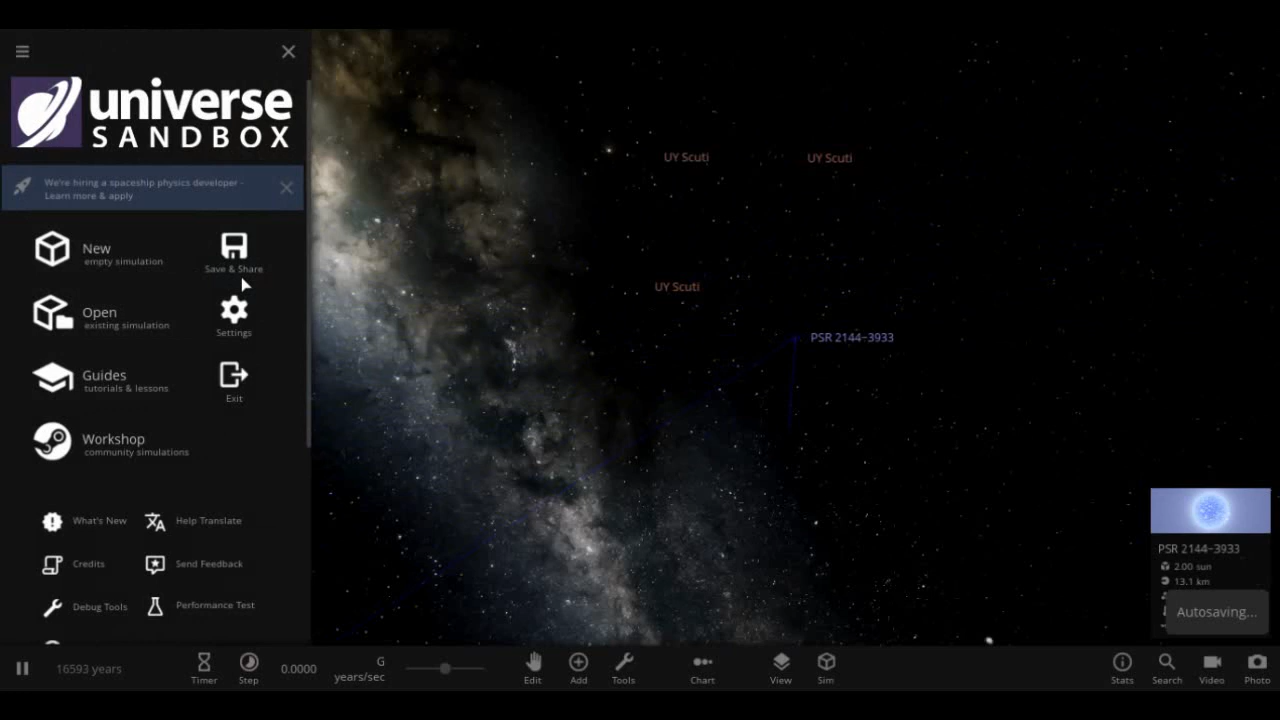 universe
SANDBOX
We're hiring a spaceship physics developer -
Learn more & apply
New
empty simulation
Save & Share
Open
existing simulation
Settings
Guides
tutorials & lessons
Exit
Workshop
community simulations
What's New
Help Translate
Credits
Send Feedback
Debug Tools
Performance Test
UY Scuti
UY Scuti
UY Scuti
PSR 2144−3933
PSR 2144−3933
2.00 sun
13.1 km
Autosaving...
16593 years
Timer
Step
0.0000
G
years/sec
Edit
Add
Tools
Chart
View
Sim
Stats
Search
Video
Photo